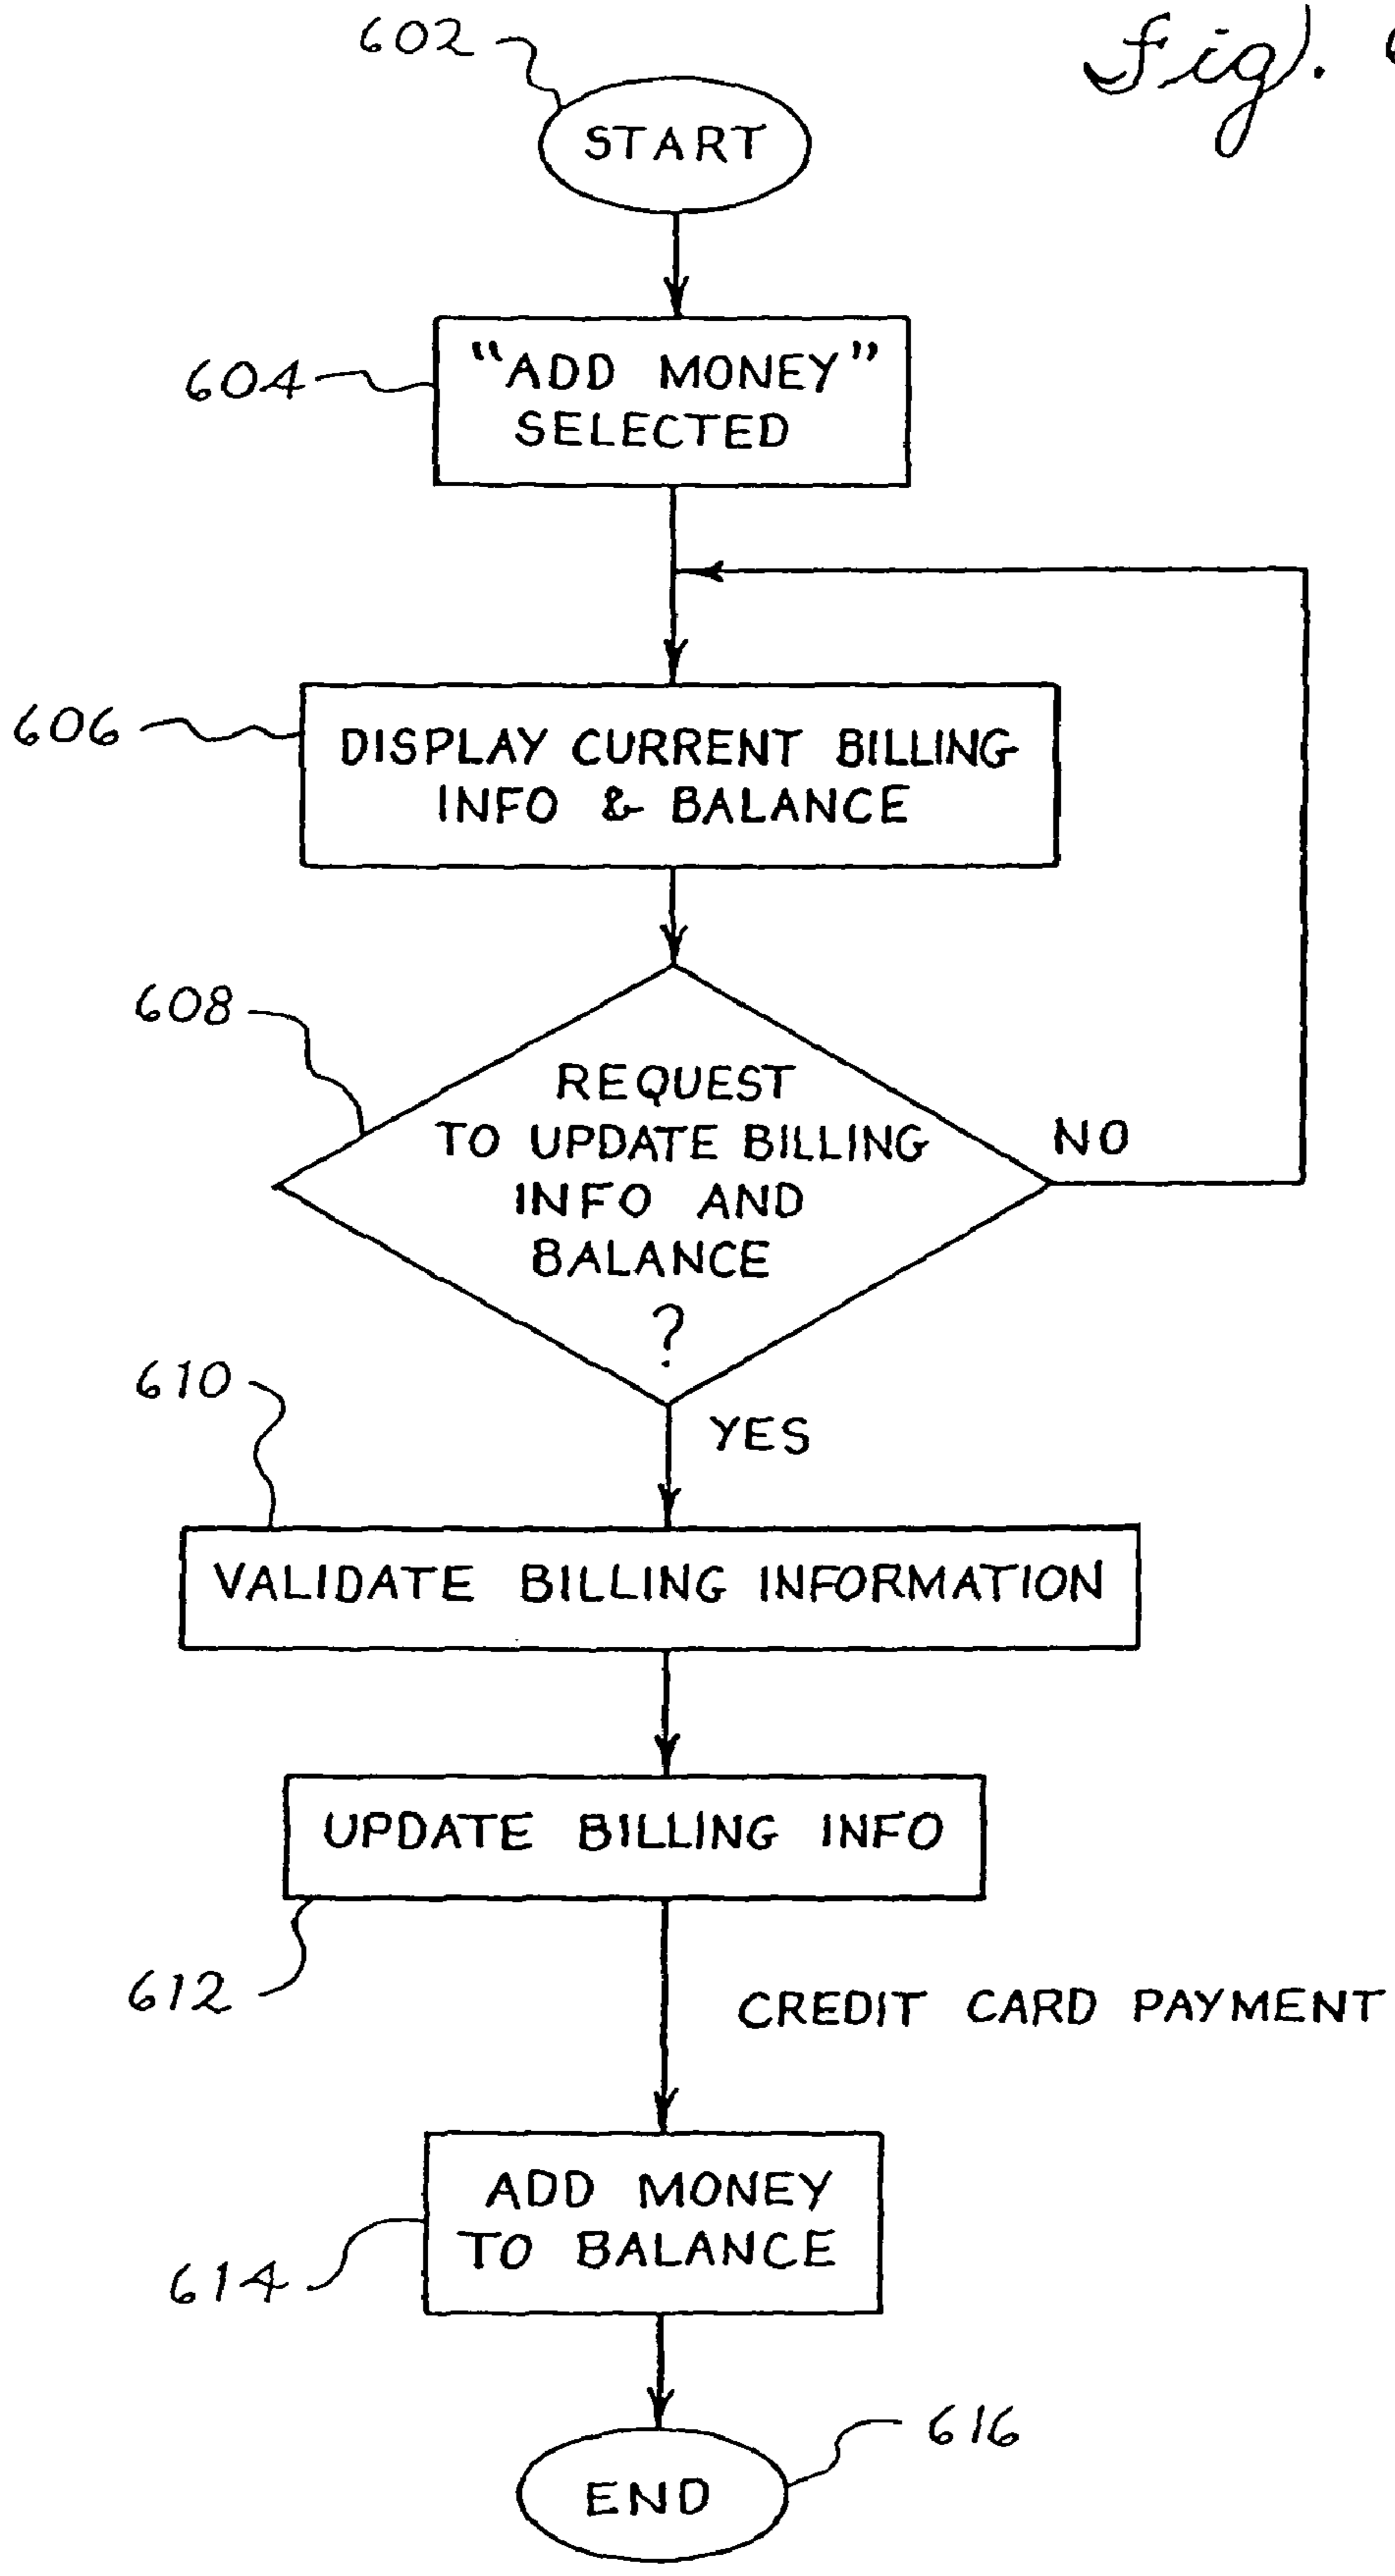 602
Fig.
START
604
"ADD MONEY"
SELECTED
606
DISPLAY CURRENT BILLING
INFO & BALANCE
608
REQUEST
TO UPDATE BILLING
INFO AND
BALANCE
?
NO
610
YES
VALIDATE BILLING INFORMATION
UPDATE BILLING INFO
612
CREDIT CARD PAYMENT
ADD MONEY
TO BALANCE
614
616
END